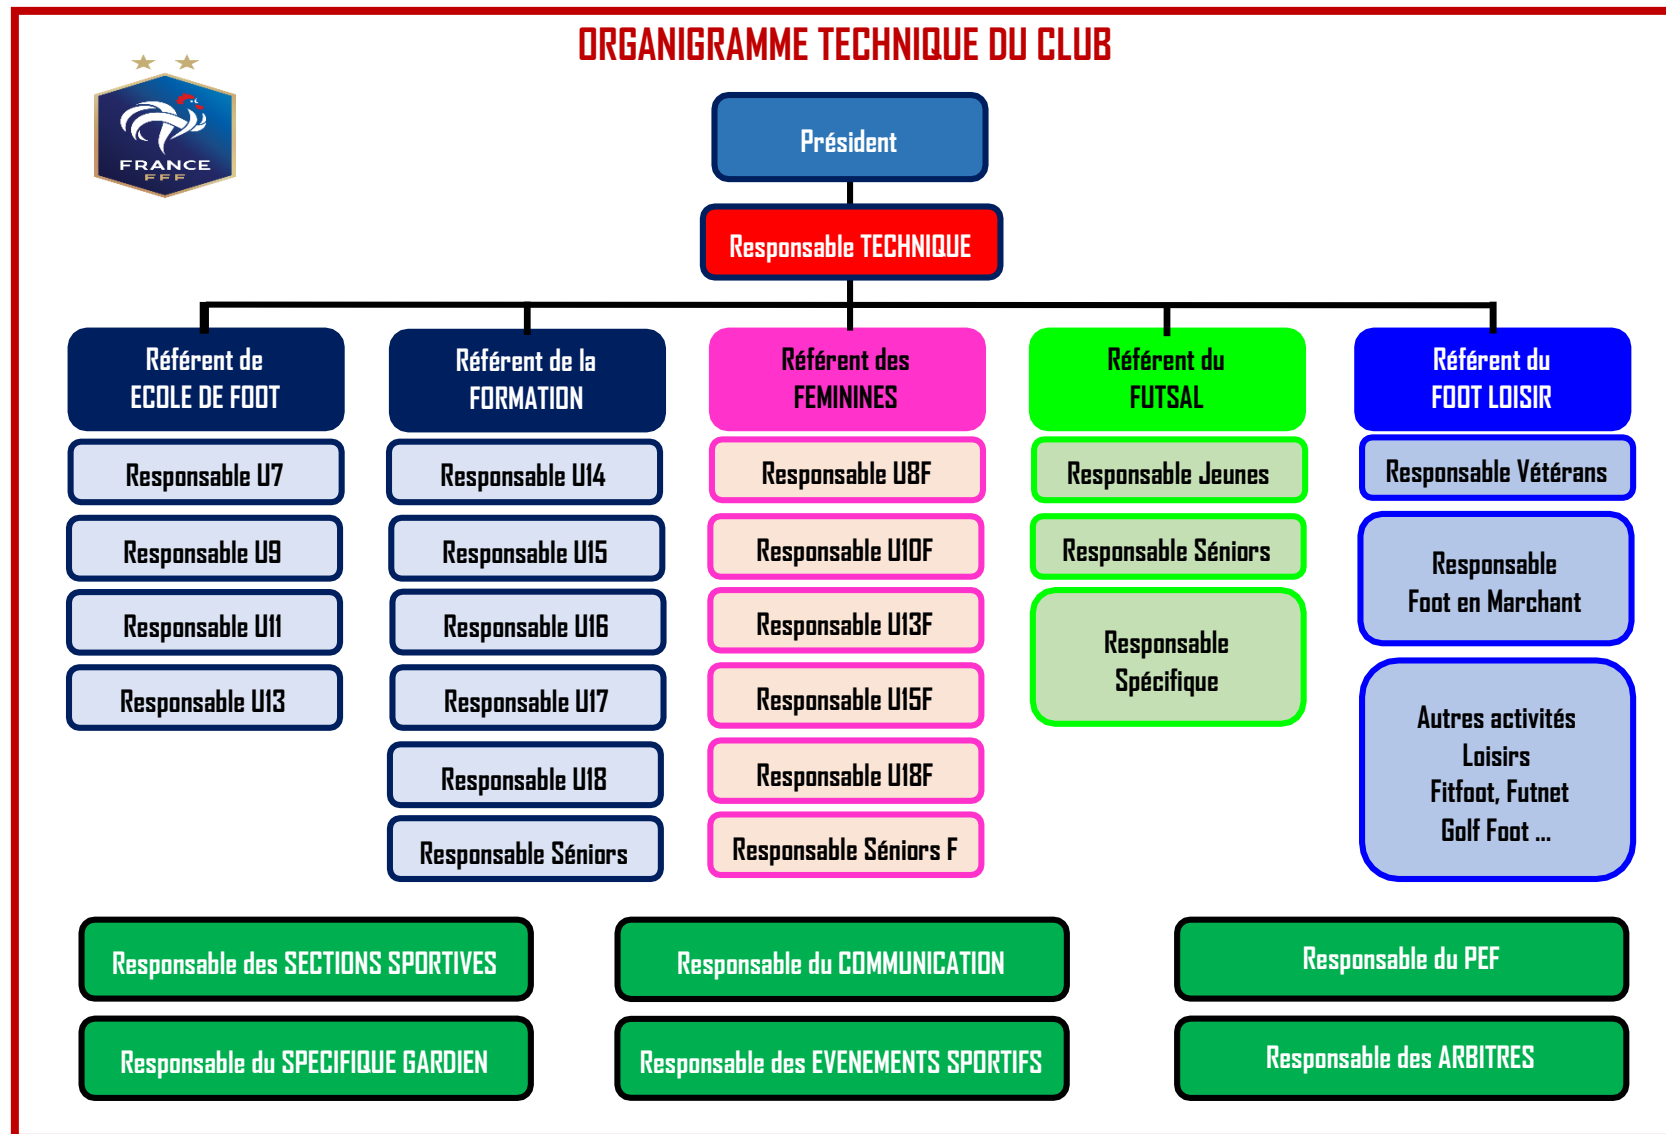 ORGANIGRAMME TECHNIQUE DU CLUB
FRANCE
FFF
Président
Responsable TECHNIQUE
Référent de
ECOLE DE FOOT
Responsable U7
Responsable U9
Responsable U11
Responsable U13
Référent de la
FORMATION
Responsable U14
Responsable U15
Responsable U16
Responsable U17
Responsable U18
Responsable Séniors
Référent des
FEMININES
Responsable U8F
Responsable U10F
Responsable U13F
Responsable U15F
Responsable U18F
Responsable Séniors F
Référent du
FUTSAL
Responsable Jeunes
Responsable Séniors
Responsable
Spécifique
Référent du
FOOT LOISIR
Responsable Vétérans
Responsable
Foot en Marchant
Autres activités
Loisirs
Fitfoot, Futnet
Golf Foot ...
Responsable des SECTIONS SPORTIVES
Responsable du COMMUNICATION
Responsable du PEF
Responsable du SPECIFIQUE GARDIEN
Responsable des EVENEMENTS SPORTIFS
Responsable des ARBITRES